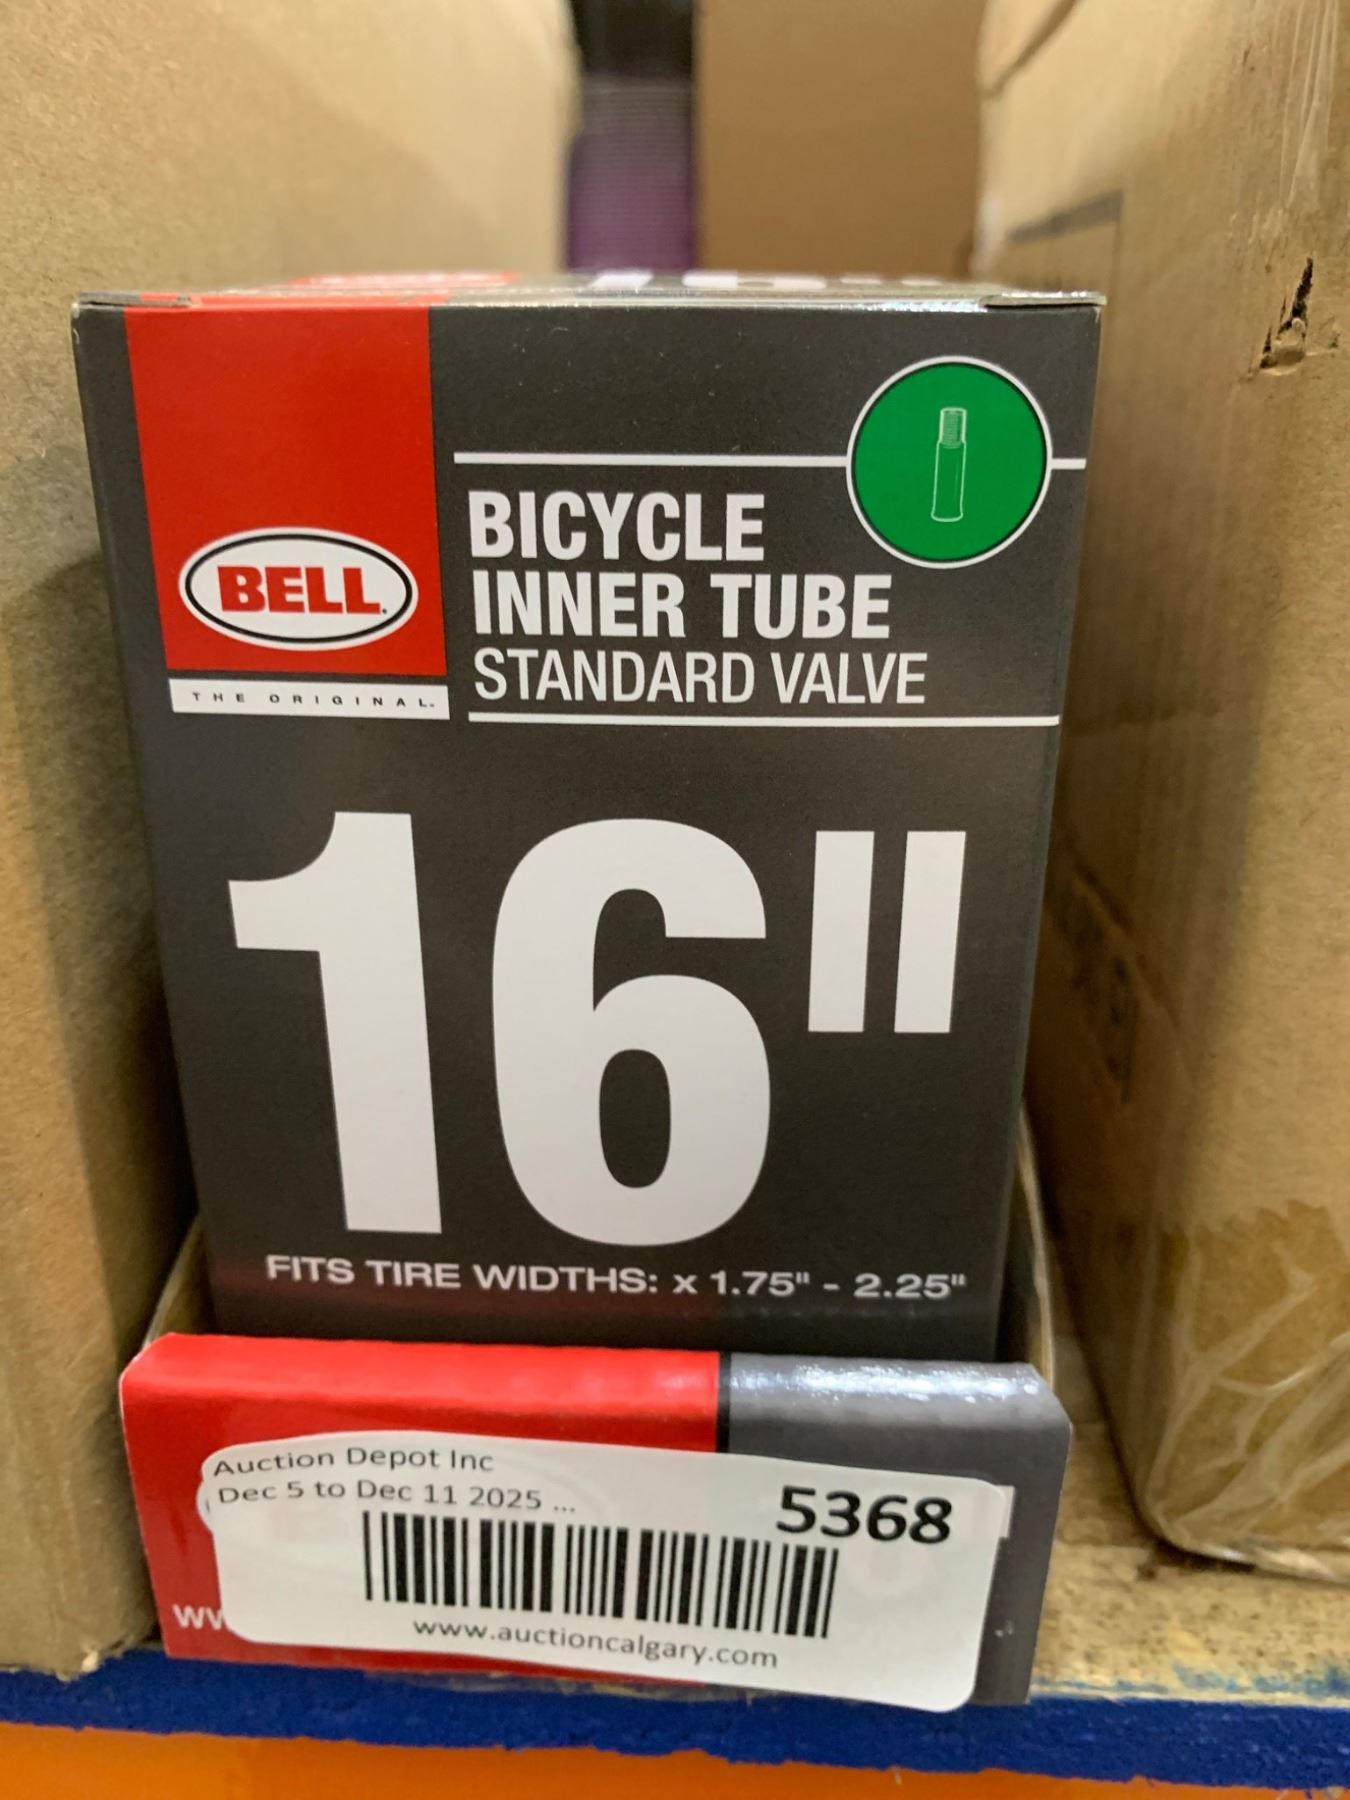 BELL
THE ORIGINAL.
BICYCLE
INNER TUBE
STANDARD VALVE
16"
FITS TIRE WIDTHS: x 1.75" - 2.25"
Auction Depot Inc
Dec 5 to Dec 11 2025 ...
5368
www.auctioncalgary.com